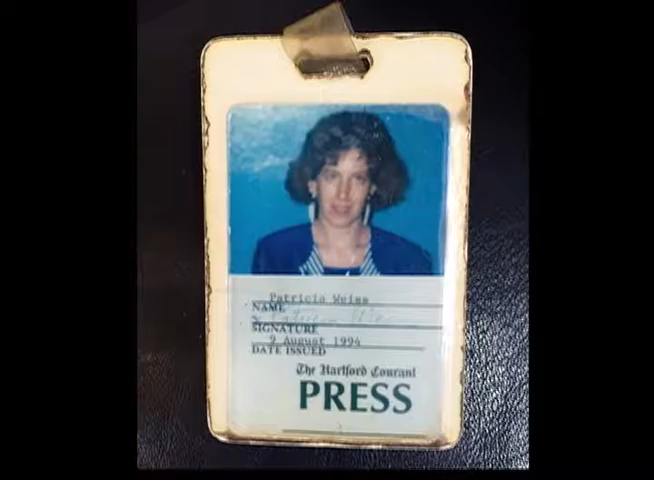 Patricia Weiss
NAME
SIGNATURE
9 August 1994
DATE ISSUED
The Hartford Courant
PRESS